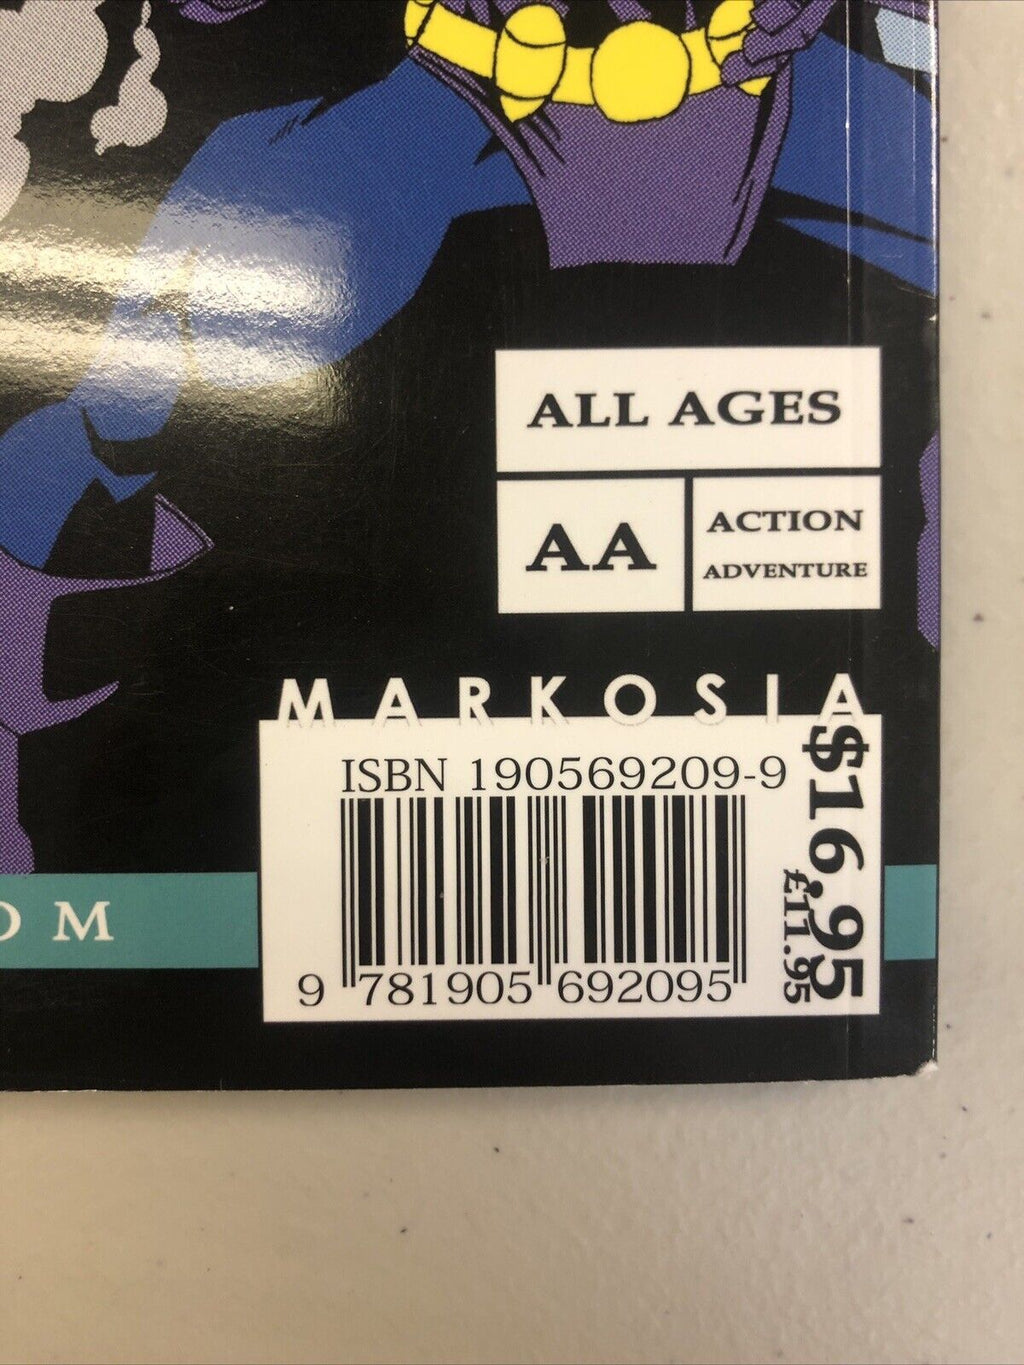 ALL AGES
AA
ACTION
ADVENTURE
MARKOSIA
ISBN 190569209-9
$16.95
£11.95
9 781905 692095
OM